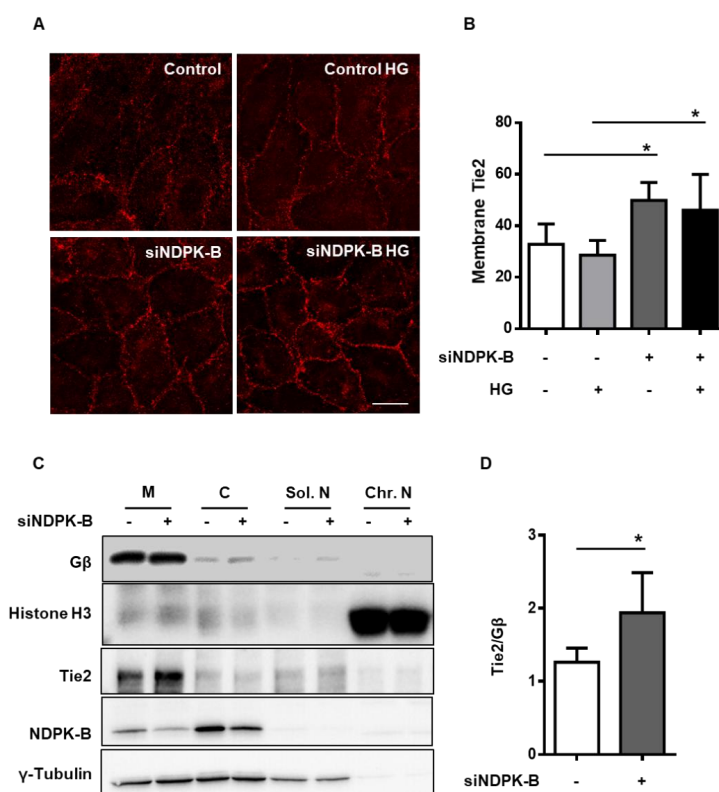 A
Control
Control HG
siNDPK-B
siNDPK-B HG
B
Membrane Tie2
80
60
40
20
0
*
*
siNDPK-B - - + +
HG - + - +
C
M C Sol. N Chr. N
siNDPK-B - + - + - + - +
Gβ
Histone H3
Tie2
NDPK-B
γ-Tubulin
D
Tie2/Gβ
3
2
1
0
*
siNDPK-B - +